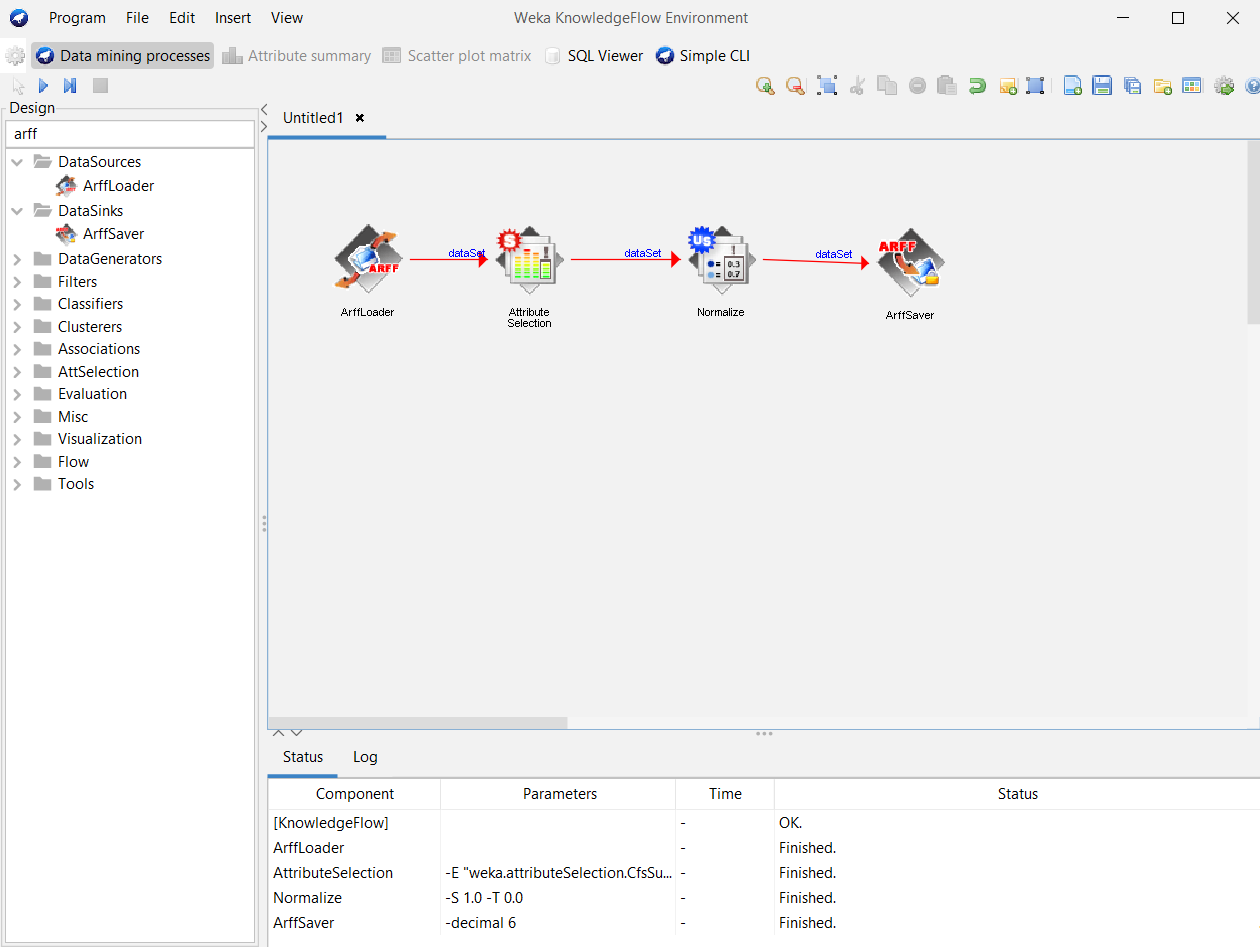 Program File Edit Insert View Weka KnowledgeFlow Environment
Data mining processes Attribute summary Scatter plot matrix SQL Viewer Simple CLI
Design
arff
DataSources
ArffLoader
DataSinks
ArffSaver
DataGenerators
Filters
Classifiers
Clusterers
Associations
AttSelection
Evaluation
Misc
Visualization
Flow
Tools
Untitled1
dataSet dataSet dataSet
ARFF S US 0.3 0.7 ARFF
ArffLoader
Attribute
Selection
Normalize
ArffSaver
Status Log
Component Parameters Time Status
[KnowledgeFlow] - OK.
ArffLoader - Finished.
AttributeSelection -E "weka.attributeSelection.CfsSu... - Finished.
Normalize -S 1.0 -T 0.0 - Finished.
ArffSaver -decimal 6 - Finished.